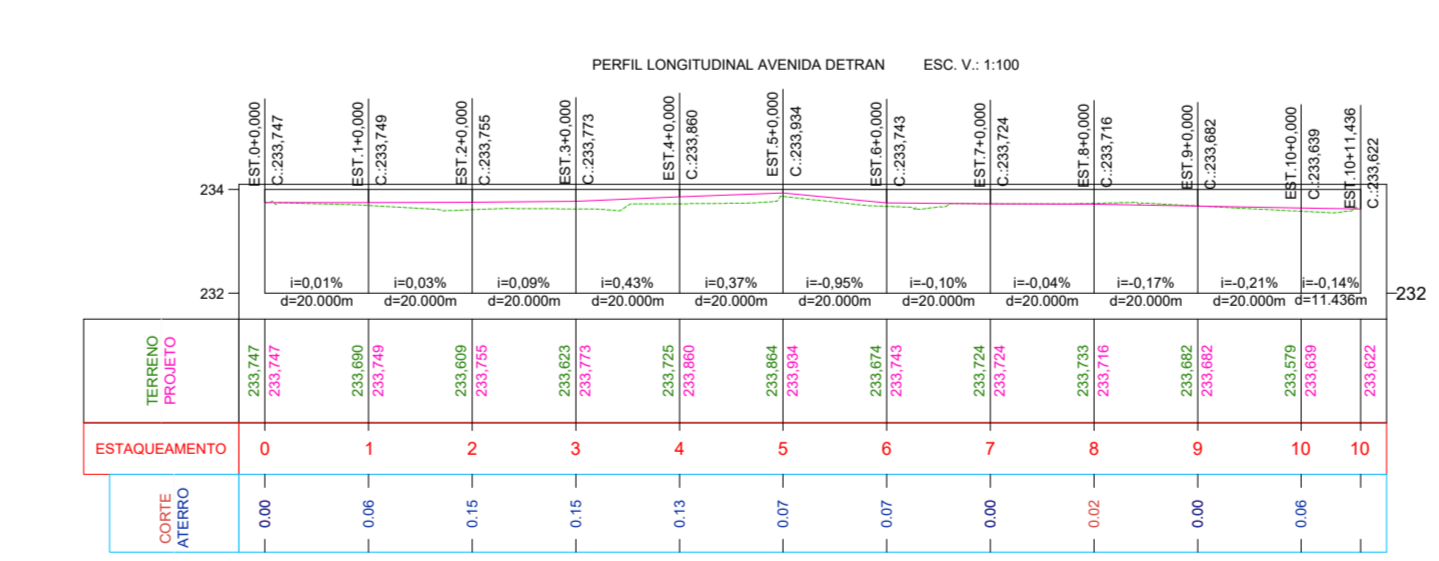 PERFIL LONGITUDINAL AVENIDA DETRAN ESC. V.: 1:100
EST.0+0,000
C.:233,747
EST.1+0,000
C.:233,749
EST.2+0,000
C.:233,755
EST.3+0,000
C.:233,773
EST.4+0,000
C.:233,860
EST.5+0,000
C.:233,934
EST.6+0,000
C.:233,743
EST.7+0,000
C.:233,724
EST.8+0,000
C.:233,716
EST.9+0,000
C.:233,682
EST.10+0,000
C.:233,639
EST.10+11,436
C.:233,622
234
232
i=0,01% i=0,03% i=0,09% i=0,43% i=0,37% i=-0,95% i=-0,10% i=-0,04% i=-0,17% i=-0,21% i=-0,14%
d=20.000m d=20.000m d=20.000m d=20.000m d=20.000m d=20.000m d=20.000m d=20.000m d=20.000m d=20.000m d=11.436m
232
TERRENO
PROJETO
233,747
233,747
233,690
233,749
233,609
233,755
233,623
233,773
233,725
233,860
233,864
233,934
233,674
233,743
233,724
233,724
233,733
233,716
233,682
233,682
233,579
233,639
233,622
ESTAQUEAMENTO 0 1 2 3 4 5 6 7 8 9 10 10
CORTE
ATERRO
0.00
0.06
0.15
0.15
0.13
0.07
0.07
0.00
0.02
0.00
0.06